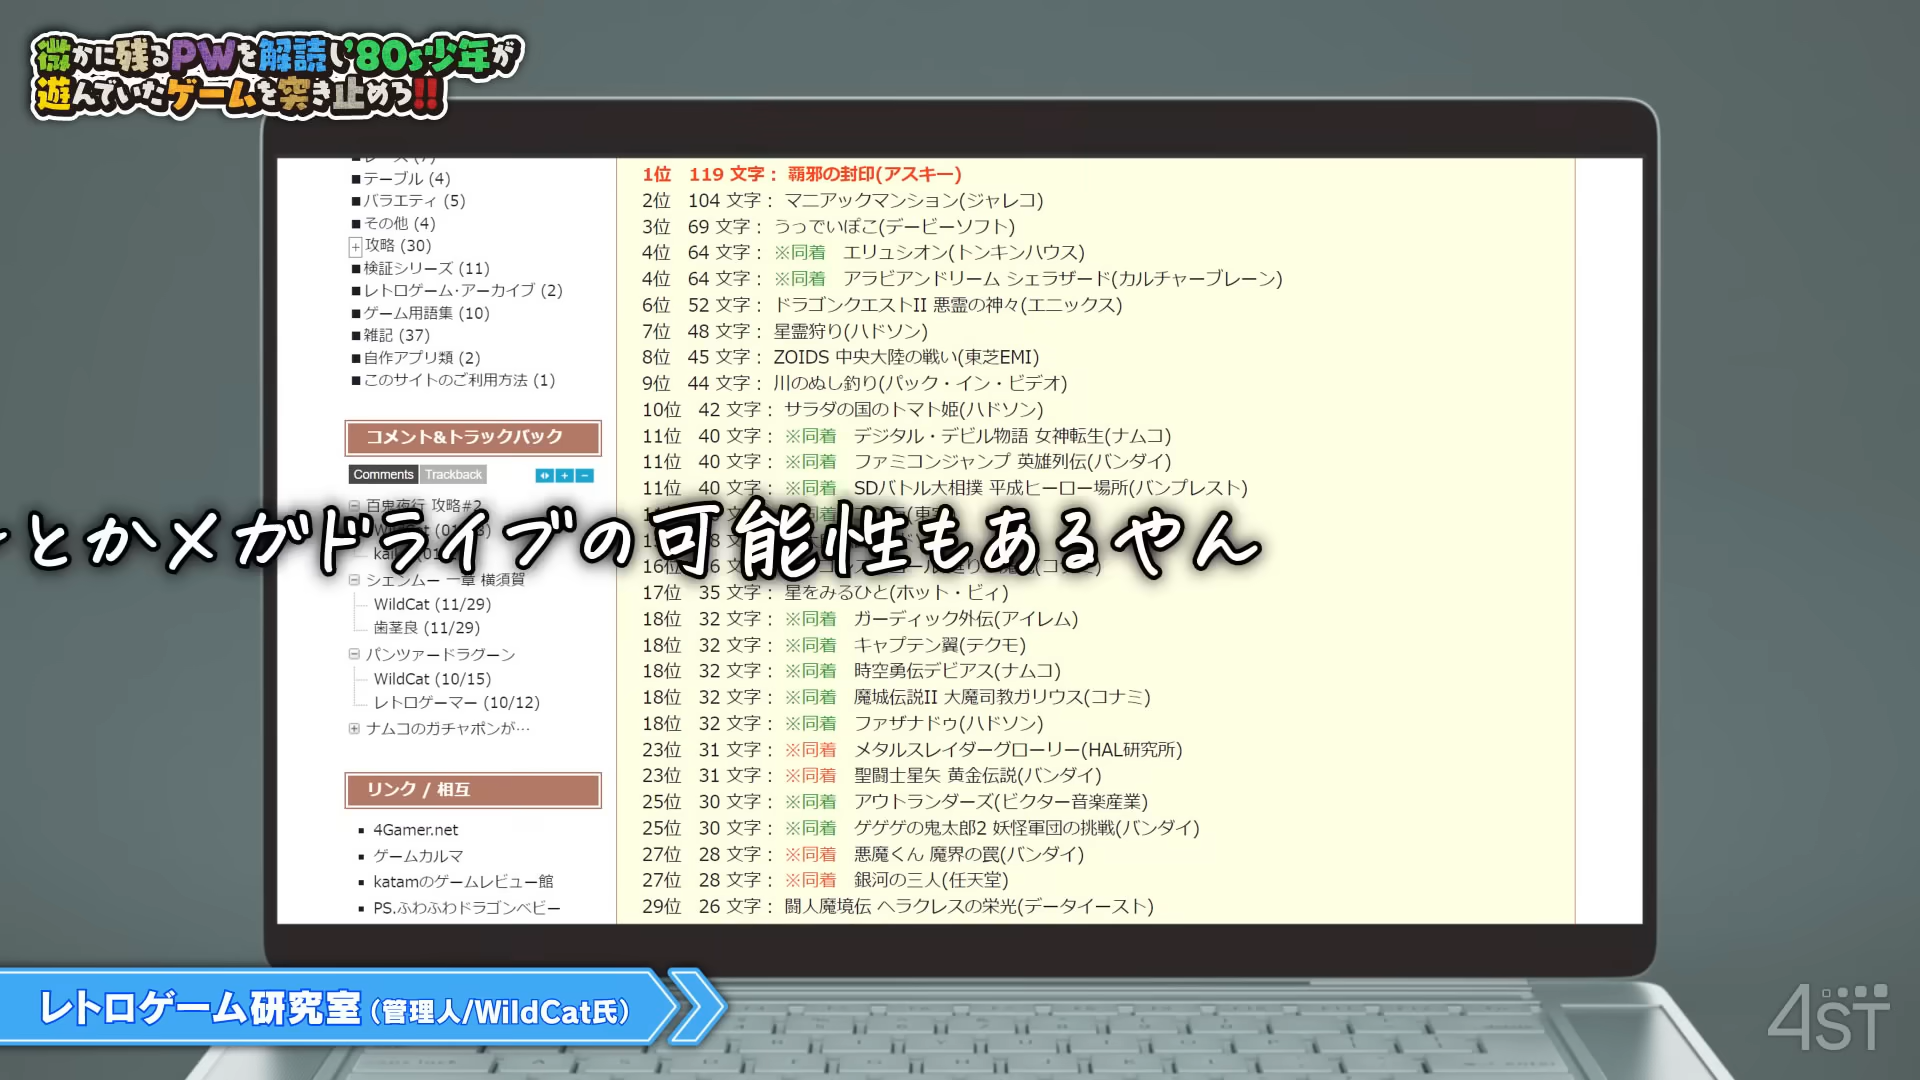 微かに残るPWを解読し'80s少年が
遊んでいたゲームを突き止めろ!!
■テーブル (4)
■バラエティ (5)
■その他 (4)
+攻略 (30)
■検証シリーズ (11)
■レトロゲーム・アーカイブ (2)
■ゲーム用語集 (10)
■雑記 (37)
■自作アプリ類 (2)
■このサイトのご利用方法 (1)
コメント&トラックバック
Comments Trackback
百鬼夜行 攻略#2
シェンムー 一章 横須賀
WildCat (11/29)
歯茎良 (11/29)
パンツァードラグーン
WildCat (10/15)
レトロゲーマー (10/12)
ナムコのガチャポンが…
リンク / 相互
4Gamer.net
ゲームカルマ
katamのゲームレビュー館
PS.ふわふわドラゴンベビー
1位 119 文字： 覇邪の封印(アスキー)
2位 104 文字： マニアックマンション(ジャレコ)
3位 69 文字： うっでいぽこ(デービーソフト)
4位 64 文字： ※同着 エリュシオン(トンキンハウス)
4位 64 文字： ※同着 アラビアンドリーム シェラザード(カルチャーブレーン)
6位 52 文字： ドラゴンクエストII 悪霊の神々(エニックス)
7位 48 文字： 星霊狩り(ハドソン)
8位 45 文字： ZOIDS 中央大陸の戦い(東芝EMI)
9位 44 文字： 川のぬし釣り(パック・イン・ビデオ)
10位 42 文字： サラダの国のトマト姫(ハドソン)
11位 40 文字： ※同着 デジタル・デビル物語 女神転生(ナムコ)
11位 40 文字： ※同着 ファミコンジャンプ 英雄列伝(バンダイ)
11位 40 文字： ※同着 SDバトル大相撲 平成ヒーロー場所(バンプレスト)
とかメガドライブの可能性もあるやん
17位 35 文字： 星をみるひと(ホット・ビィ)
18位 32 文字： ※同着 ガーディック外伝(アイレム)
18位 32 文字： ※同着 キャプテン翼(テクモ)
18位 32 文字： ※同着 時空勇伝デビアス(ナムコ)
18位 32 文字： ※同着 魔城伝説II 大魔司教ガリウス(コナミ)
18位 32 文字： ※同着 ファザナドゥ(ハドソン)
23位 31 文字： ※同着 メタルスレイダーグローリー(HAL研究所)
23位 31 文字： ※同着 聖闘士星矢 黄金伝説(バンダイ)
25位 30 文字： ※同着 アウトランダーズ(ビクター音楽産業)
25位 30 文字： ※同着 ゲゲゲの鬼太郎2 妖怪軍団の挑戦(バンダイ)
27位 28 文字： ※同着 悪魔くん 魔界の罠(バンダイ)
27位 28 文字： ※同着 銀河の三人(任天堂)
29位 26 文字： 闘人魔境伝 ヘラクレスの栄光(データイースト)
レトロゲーム研究室 (管理人/WildCat氏)
4ST